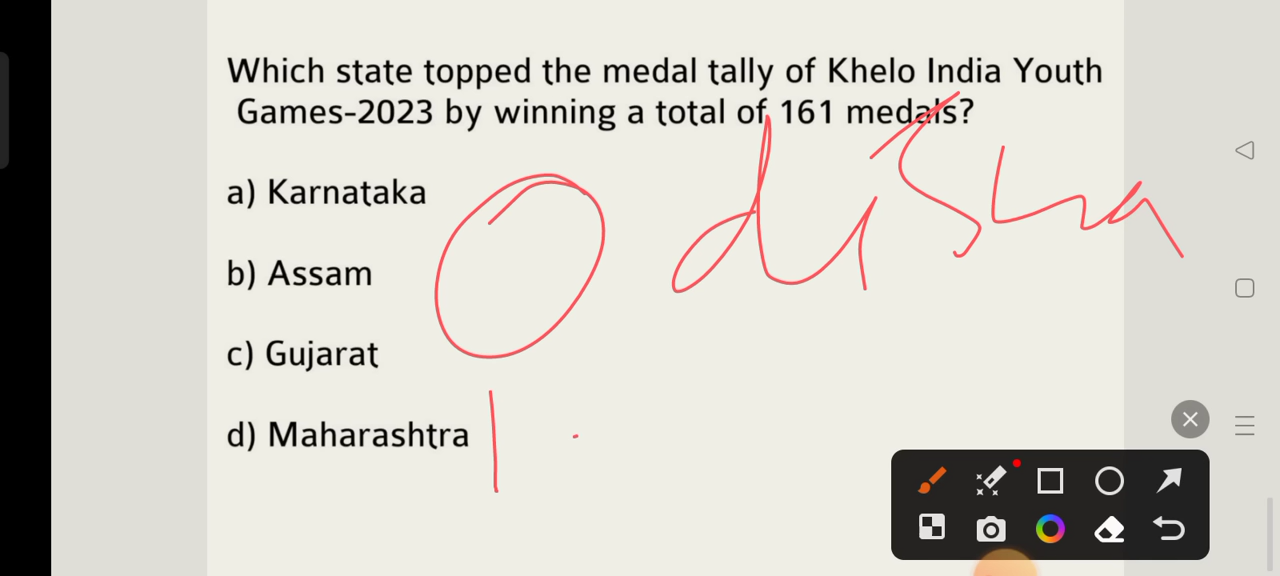 Which state topped the medal tally of Khelo India Youth
Games-2023 by winning a total of 161 medals?
a) Karnataka
Odisha
b) Assam
c) Gujarat
d) Maharashtra